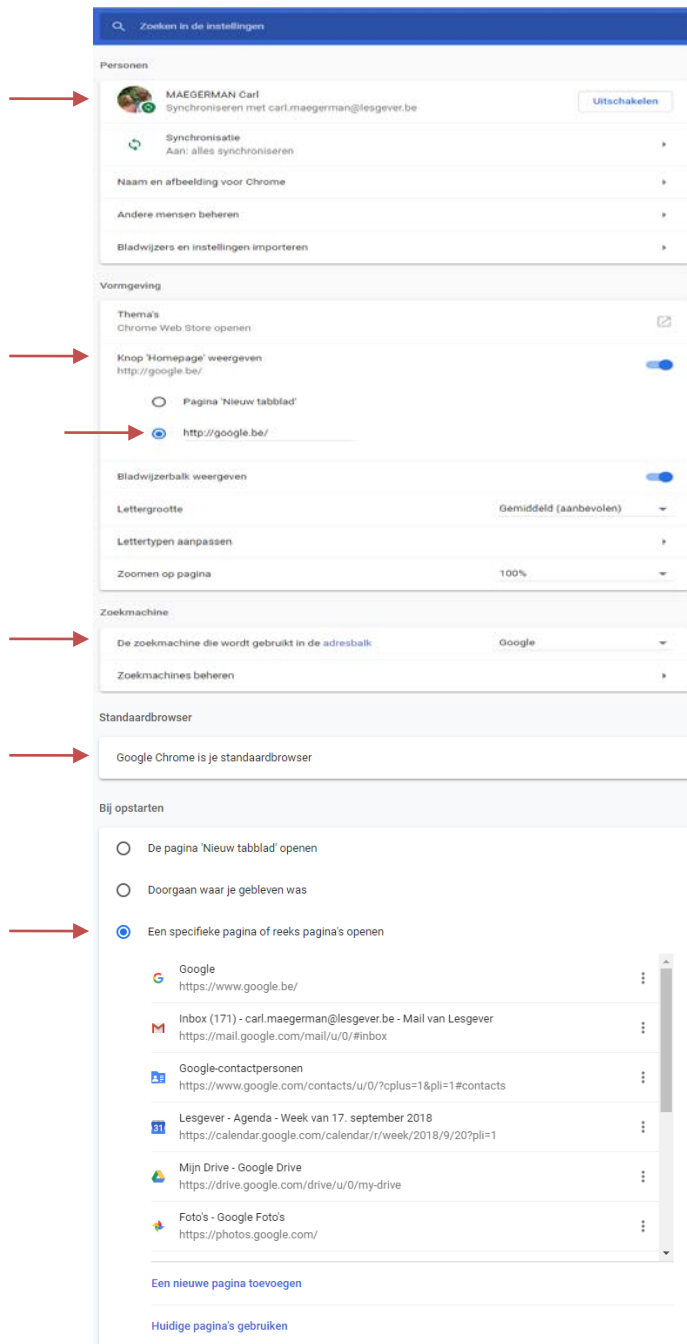 Zoeken in de instellingen
Personen
MAEGERMAN Carl
Synchroniseren met carl.maegerman@lesgever.be
Uitschakelen
Synchronisatie
Aan: alles synchroniseren
Naam en afbeelding voor Chrome
Andere mensen beheren
Bladwijzers en instellingen importeren
Vormgeving
Thema's
Chrome Web Store openen
Knop 'Homepage' weergeven
http://google.be/
Pagina 'Nieuw tabblad'
http://google.be/
Bladwijzerbalk weergeven
Lettergrootte Gemiddeld (aanbevolen)
Lettertypen aanpassen
Zoomen op pagina 100%
Zoekmachine
De zoekmachine die wordt gebruikt in de adresbalk Google
Zoekmachines beheren
Standaardbrowser
Google Chrome is je standaardbrowser
Bij opstarten
De pagina 'Nieuw tabblad' openen
Doorgaan waar je gebleven was
Een specifieke pagina of reeks pagina's openen
Google
https://www.google.be/
Inbox (171) - carl.maegerman@lesgever.be - Mail van Lesgever
https://mail.google.com/mail/u/0/#inbox
Google-contactpersonen
https://www.google.com/contacts/u/0/?cplus=1&pli=1#contacts
31
Lesgever - Agenda - Week van 17. september 2018
https://calendar.google.com/calendar/r/week/2018/9/20?pli=1
Mijn Drive - Google Drive
https://drive.google.com/drive/u/0/my-drive
Foto's - Google Foto's
https://photos.google.com/
Een nieuwe pagina toevoegen
Huidige pagina's gebruiken